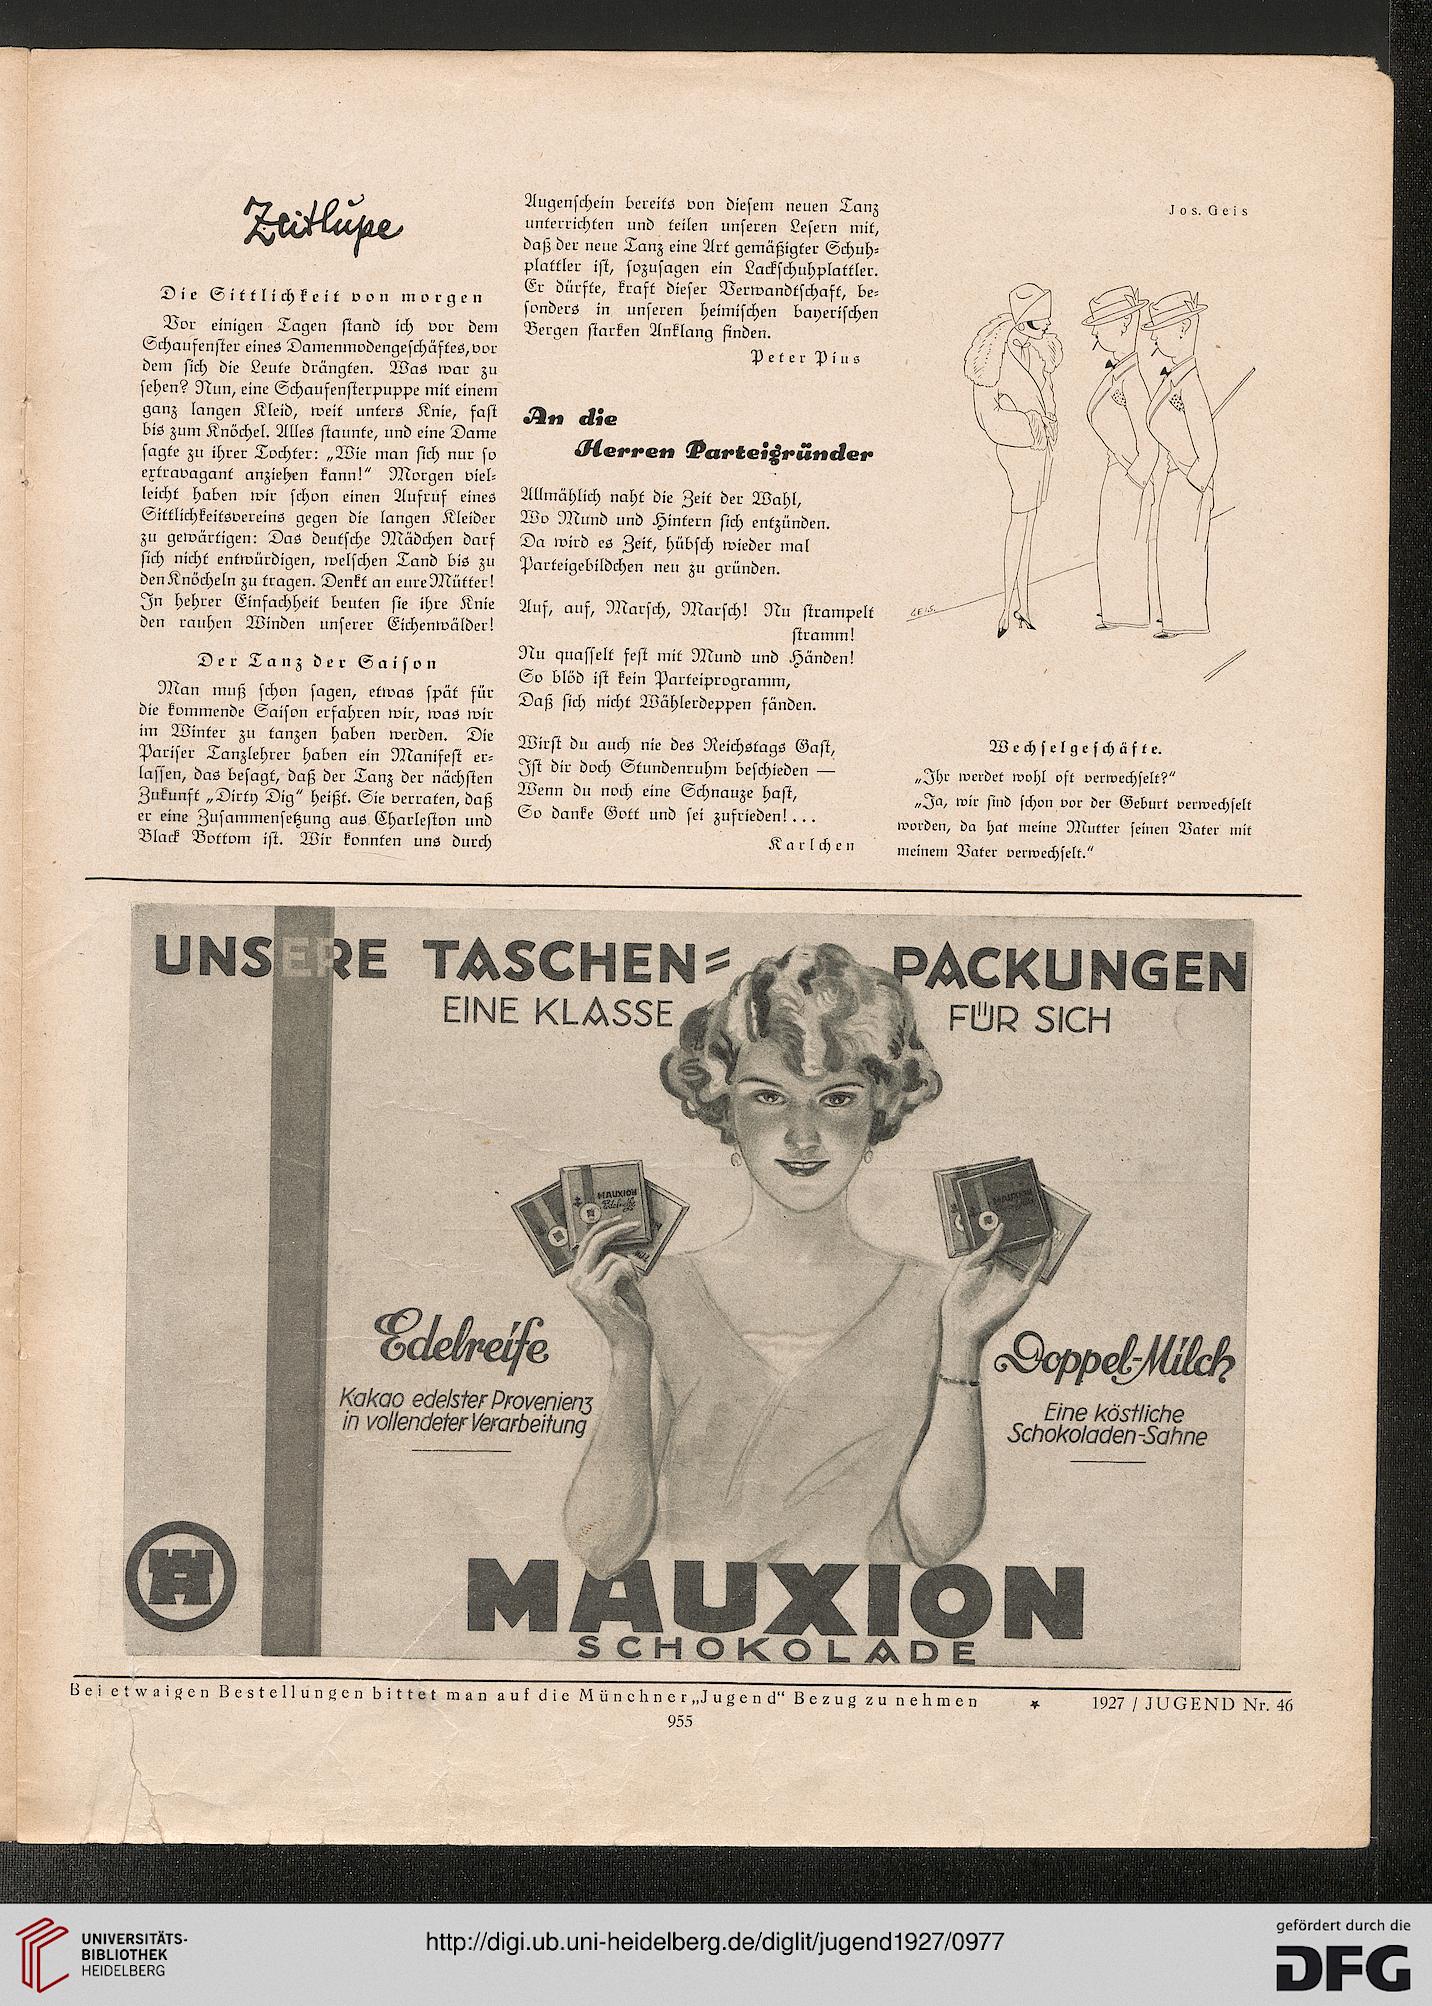 Zeitlupe
Die Sittlichkeit von morgen
Vor einigen Tagen stand ich vor dem
Schaufenster eines Damenmodengeschäftes, vor
dem sich die Leute drängten. Was war zu
sehen? Nun, eine Schaufensterpuppe mit einem
ganz langen Kleid, weit unters Knie, fast
bis zum Knöchel. Alles staunte, und eine Dame
sagte zu ihrer Tochter: „Wie man sich nur so
extravagant anziehen kann!“ Morgen viel-
leicht haben wir schon einen Aufruf eines
Sittlichkeitsvereins gegen die langen Kleider
zu gewärtigen: Das deutsche Mädchen darf
sich nicht entwürdigen, welschen Tand bis zu
den Knöcheln zu tragen. Denkt an eure Mütter!
In hehrer Einfachheit beuten sie ihre Knie
den rauhen Winden unserer Eichenwälder!
Der Tanz der Saison
Man muß schon sagen, etwas spät für
die kommende Saison erfahren wir, was wir
im Winter zu tanzen haben werden. Die
Pariser Tanzlehrer haben ein Manifest er-
lassen, das besagt, daß der Tanz der nächsten
Zukunft „Dirty Dig“ heißt. Sie verraten, daß
er eine Zusammensetzung aus Charleston und
Black Bottom ist. Wir konnten uns durch
Augenschein bereits von diesem neuen Tanz
unterrichten und teilen unseren Lesern mit,
daß der neue Tanz eine Art gemäßigter Schuh-
plattler ist, sozusagen ein Lackschuhplattler.
Er dürfte, kraft dieser Verwandtschaft, be-
sonders in unseren heimischen bayerischen
Bergen starken Anklang finden.
Peter Pius
An die
Herren Parteigründer
Allmählich naht die Zeit der Wahl,
Wo Mund und Hintern sich entzünden.
Da wird es Zeit, hübsch wieder mal
Parteigebildchen neu zu gründen.
Auf, auf, Marsch, Marsch! Nu strampelt
stramm!
Nu quasselt fest mit Mund und Händen!
So blöd ist kein Parteiprogramm,
Daß sich nicht Wählerdeppen fänden.
Wirst du auch nie des Reichstags Gast,
Ist dir doch Stundenruhm beschieden —
Wenn du noch eine Schnauze hast,
So danke Gott und sei zufrieden! . . .
Karlchen
Jos. Geis
GEIS.
Wechselgeschäfte.
„Ihr werdet wohl oft verwechselt?“
„Ja, wir sind schon vor der Geburt verwechselt
worden, da hat meine Mutter seinen Vater mit
meinem Vater verwechselt.“
UNSERE TASCHEN= PACKUNGEN
EINE KLASSE FÜR SICH
MAUXION
Edelreife
MAUXION
Edelreife
Kakao edelster Provenienz
in vollendeter Verarbeitung
Doppel-Milch
Eine köstliche
Schokoladen-Sahne
MAUXION
SCHOKOLADE
Bei etwaigen Bestellungen bittet man auf die Münchner „Jugend“ Bezug zu nehmen * 1927 / JUGEND Nr. 46
955
UNIVERSITÄTS-
BIBLIOTHEK
HEIDELBERG
http://digi.ub.uni-heidelberg.de/diglit/jugend1927/0977
gefördert durch die
DFG